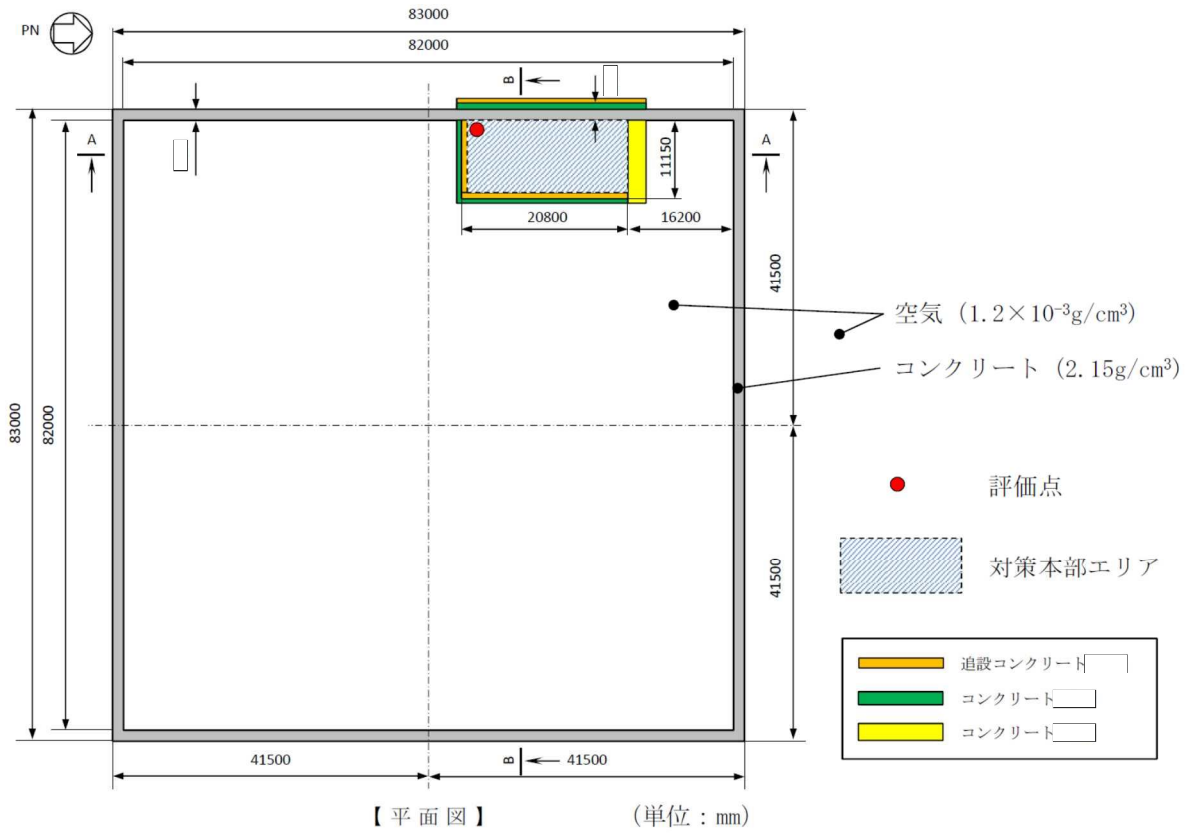 83000
PN
82000
B
A
A
11150
20800
16200
41500
空気 (1.2×10⁻³g/cm³)
コンクリート (2.15g/cm³)
83000
82000
評価点
対策本部エリア
41500
追設コンクリート
コンクリート
コンクリート
41500
B
41500
【平面図】
(単位：mm)